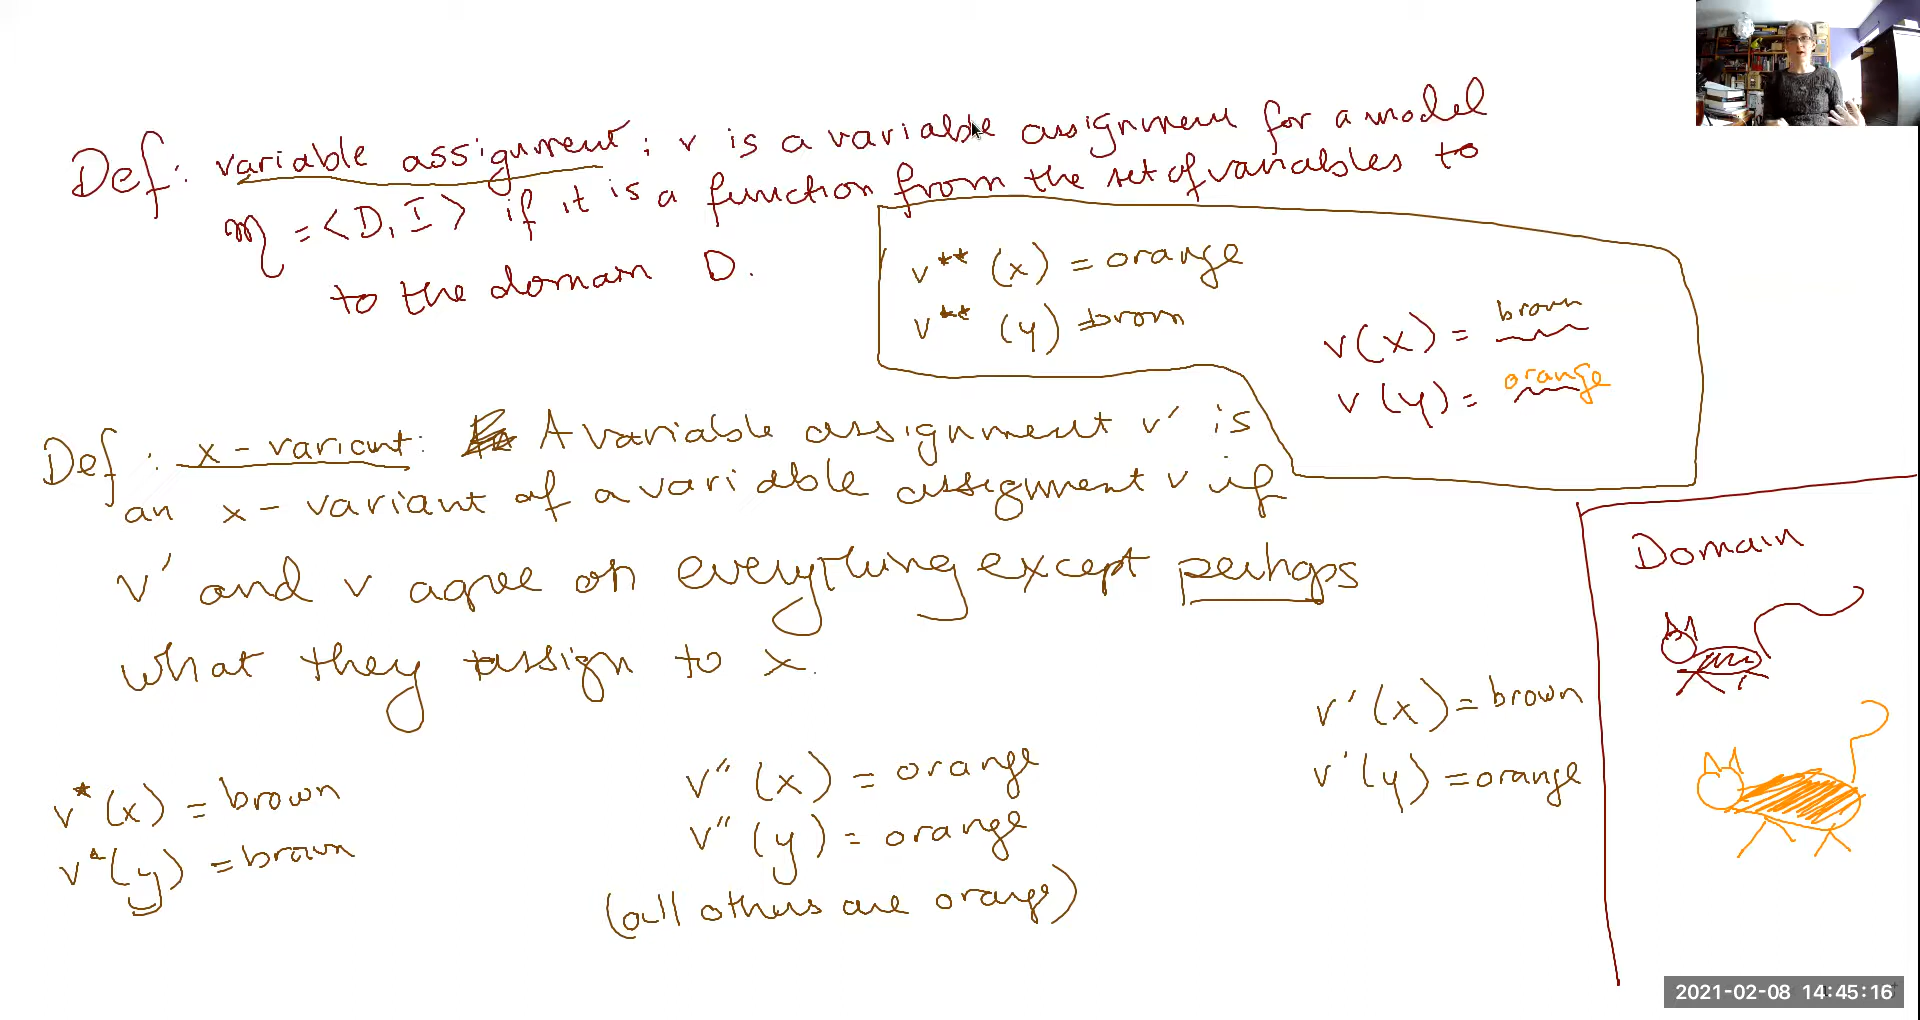 Def: variable assignment: v is a variable assignment for a model
M = <D, I> if it is a function from the set of variables to
to the domain D.
v** (x) = orange
v** (y) = brown
v(x) = brown
v(y) = orange
Def: x-variant: A variable assignment v' is
an x-variant of a variable assignment v if
v' and v agree on everything except perhaps
what they assign to x.
Domain
v'(x) = brown
v'(y) = orange
v''(x) = orange
v''(y) = orange
(all others are orange)
v*(x) = brown
v*(y) = brown
2021-02-08 14:45:16